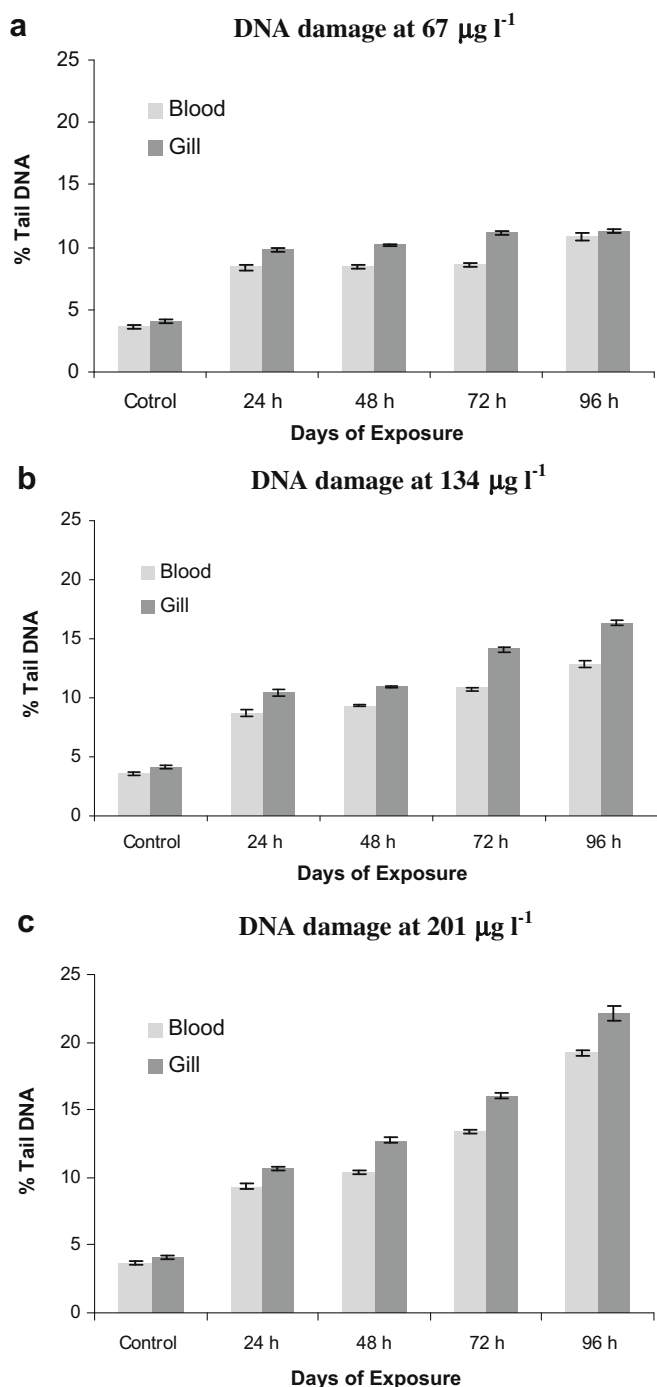 a
DNA damage at 67 µg l⁻¹
25
20
15
10
5
0
% Tail DNA
Blood
Gill
Cotrol 24 h 48 h 72 h 96 h
Days of Exposure
b
DNA damage at 134 µg l⁻¹
25
20
15
10
5
0
% Tail DNA
Blood
Gill
Control 24 h 48 h 72 h 96 h
Days of Exposure
c
DNA damage at 201 µg l⁻¹
25
20
15
10
5
0
% Tail DNA
Blood
Gill
Control 24 h 48 h 72 h 96 h
Days of Exposure